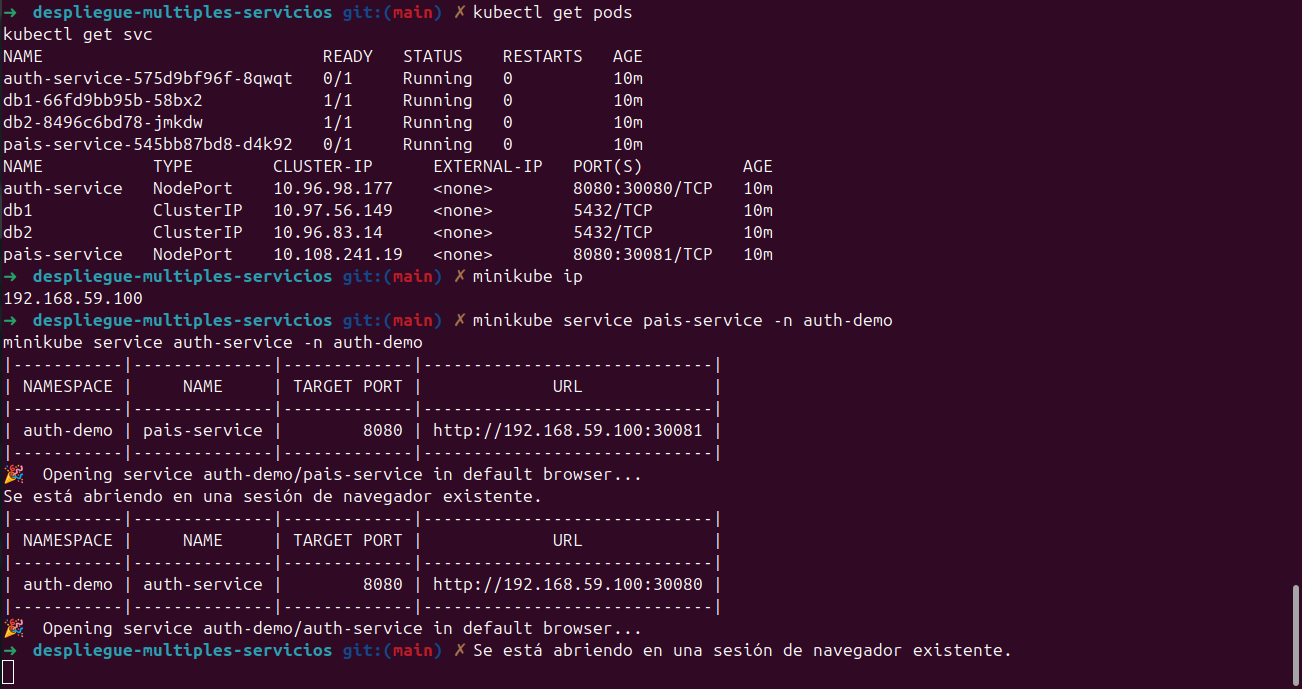 → despliegue-multiples-servicios git:(main) ✗ kubectl get pods
kubectl get svc
NAME                            READY   STATUS    RESTARTS   AGE
auth-service-575d9bf96f-8qwqt   0/1     Running   0          10m
db1-66fd9bb95b-58bx2            1/1     Running   0          10m
db2-8496c6bd78-jmkdw            1/1     Running   0          10m
pais-service-545bb87bd8-d4k92   0/1     Running   0          10m
NAME           TYPE        CLUSTER-IP      EXTERNAL-IP   PORT(S)          AGE
auth-service   NodePort    10.96.98.177    <none>        8080:30080/TCP   10m
db1            ClusterIP   10.97.56.149    <none>        5432/TCP         10m
db2            ClusterIP   10.96.83.14     <none>        5432/TCP         10m
pais-service   NodePort    10.108.241.19   <none>        8080:30081/TCP   10m
→ despliegue-multiples-servicios git:(main) ✗ minikube ip
192.168.59.100
→ despliegue-multiples-servicios git:(main) ✗ minikube service pais-service -n auth-demo
minikube service auth-service -n auth-demo
|-----------|--------------|-------------|-----------------------------|
| NAMESPACE |     NAME     | TARGET PORT |             URL             |
|-----------|--------------|-------------|-----------------------------|
| auth-demo | pais-service |        8080 | http://192.168.59.100:30081 |
|-----------|--------------|-------------|-----------------------------|
🎉  Opening service auth-demo/pais-service in default browser...
Se está abriendo en una sesión de navegador existente.
|-----------|--------------|-------------|-----------------------------|
| NAMESPACE |     NAME     | TARGET PORT |             URL             |
|-----------|--------------|-------------|-----------------------------|
| auth-demo | auth-service |        8080 | http://192.168.59.100:30080 |
|-----------|--------------|-------------|-----------------------------|
🎉  Opening service auth-demo/auth-service in default browser...
→ despliegue-multiples-servicios git:(main) ✗ Se está abriendo en una sesión de navegador existente.